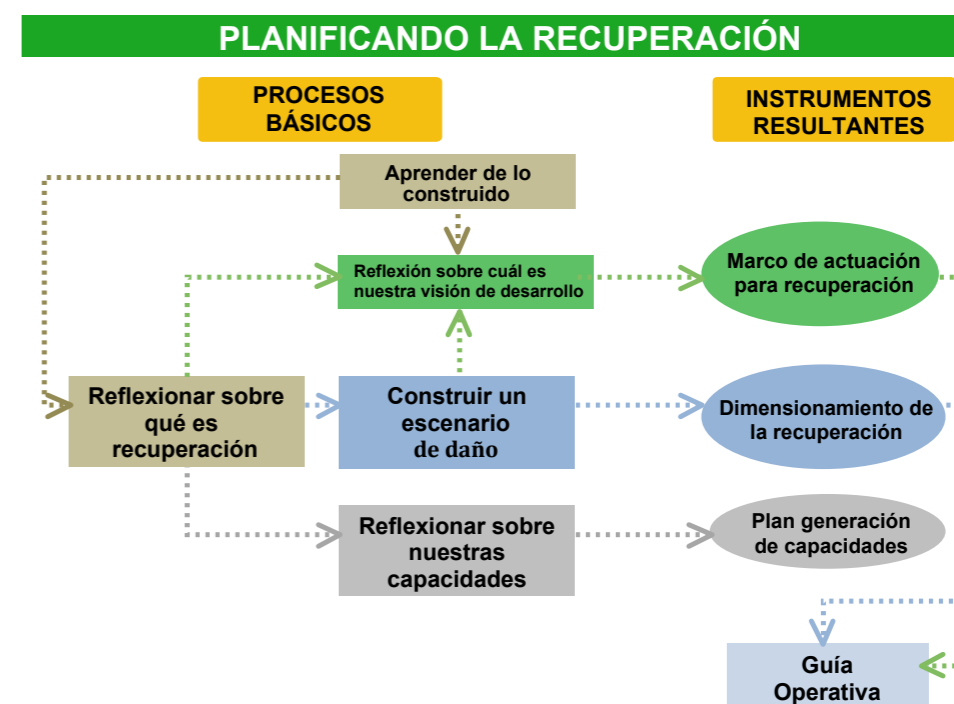 PLANIFICANDO LA RECUPERACIÓN
PROCESOS
BÁSICOS
INSTRUMENTOS
RESULTANTES
Aprender de lo
construido
Reflexión sobre cuál es
nuestra visión de desarrollo
Marco de actuación
para recuperación
Reflexionar sobre
qué es
recuperación
Construir un
escenario
de daño
Dimensionamiento de
la recuperación
Reflexionar sobre
nuestras
capacidades
Plan generación
de capacidades
Guía
Operativa